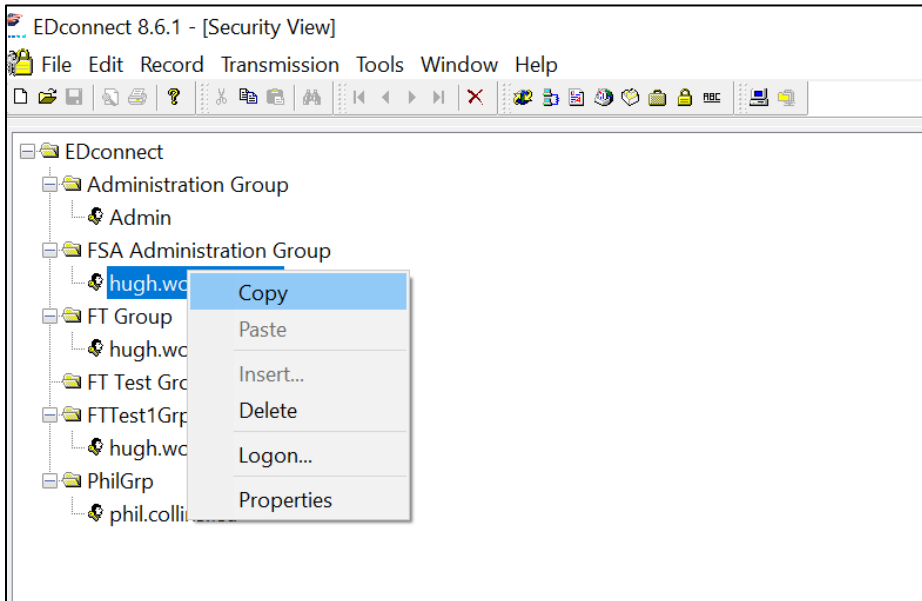 EDconnect 8.6.1 - [Security View]
File Edit Record Transmission Tools Window Help
ABC
EDconnect
Administration Group
Admin
FSA Administration Group
hugh.wo
Copy
FT Group
Paste
hugh.wo
Insert...
FT Test Gro
Delete
FTTest1Grp
hugh.wo
Logon...
PhilGrp
Properties
phil.collin